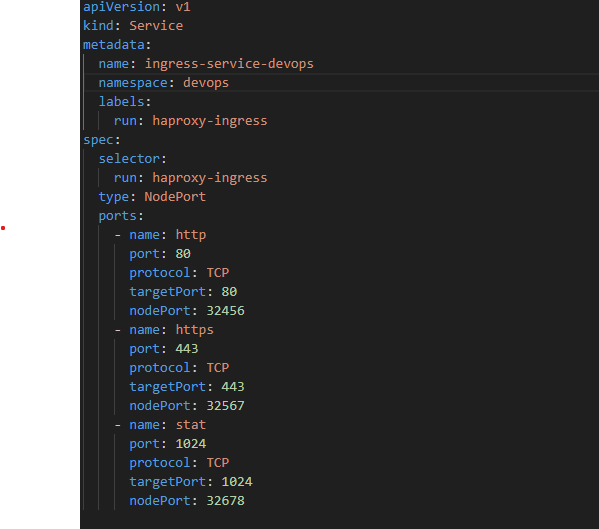 apiVersion: v1
kind: Service
metadata:
  name: ingress-service-devops
  namespace: devops
  labels:
    run: haproxy-ingress
spec:
  selector:
    run: haproxy-ingress
  type: NodePort
  ports:
    - name: http
      port: 80
      protocol: TCP
      targetPort: 80
      nodePort: 32456
    - name: https
      port: 443
      protocol: TCP
      targetPort: 443
      nodePort: 32567
    - name: stat
      port: 1024
      protocol: TCP
      targetPort: 1024
      nodePort: 32678